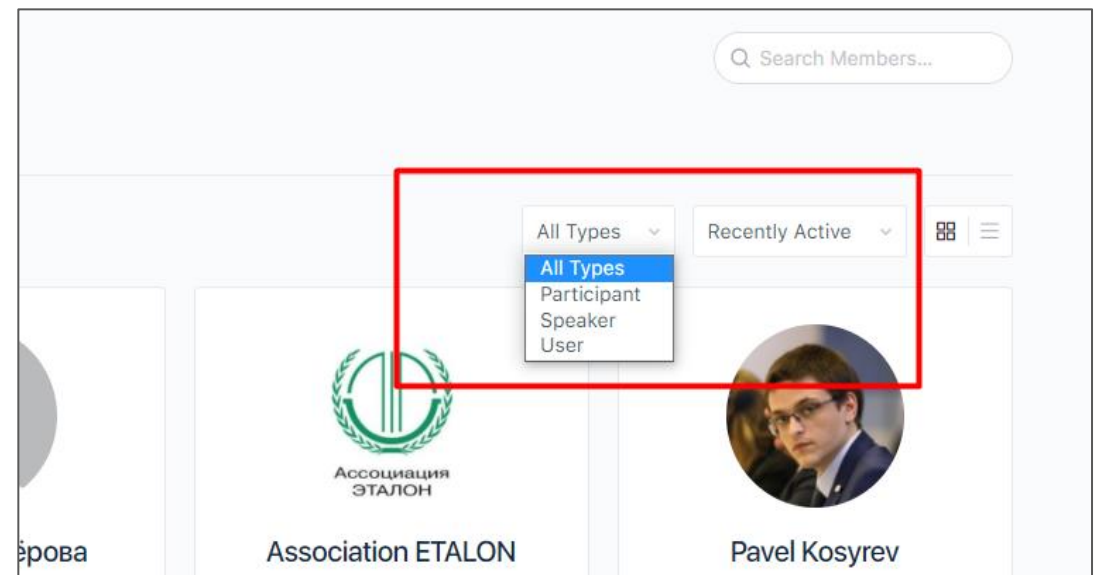 Search Members...
All Types
Recently Active
All Types
Participant
Speaker
User
Ассоциация
ЭТАЛОН
ёрова
Association ETALON
Pavel Kosyrev